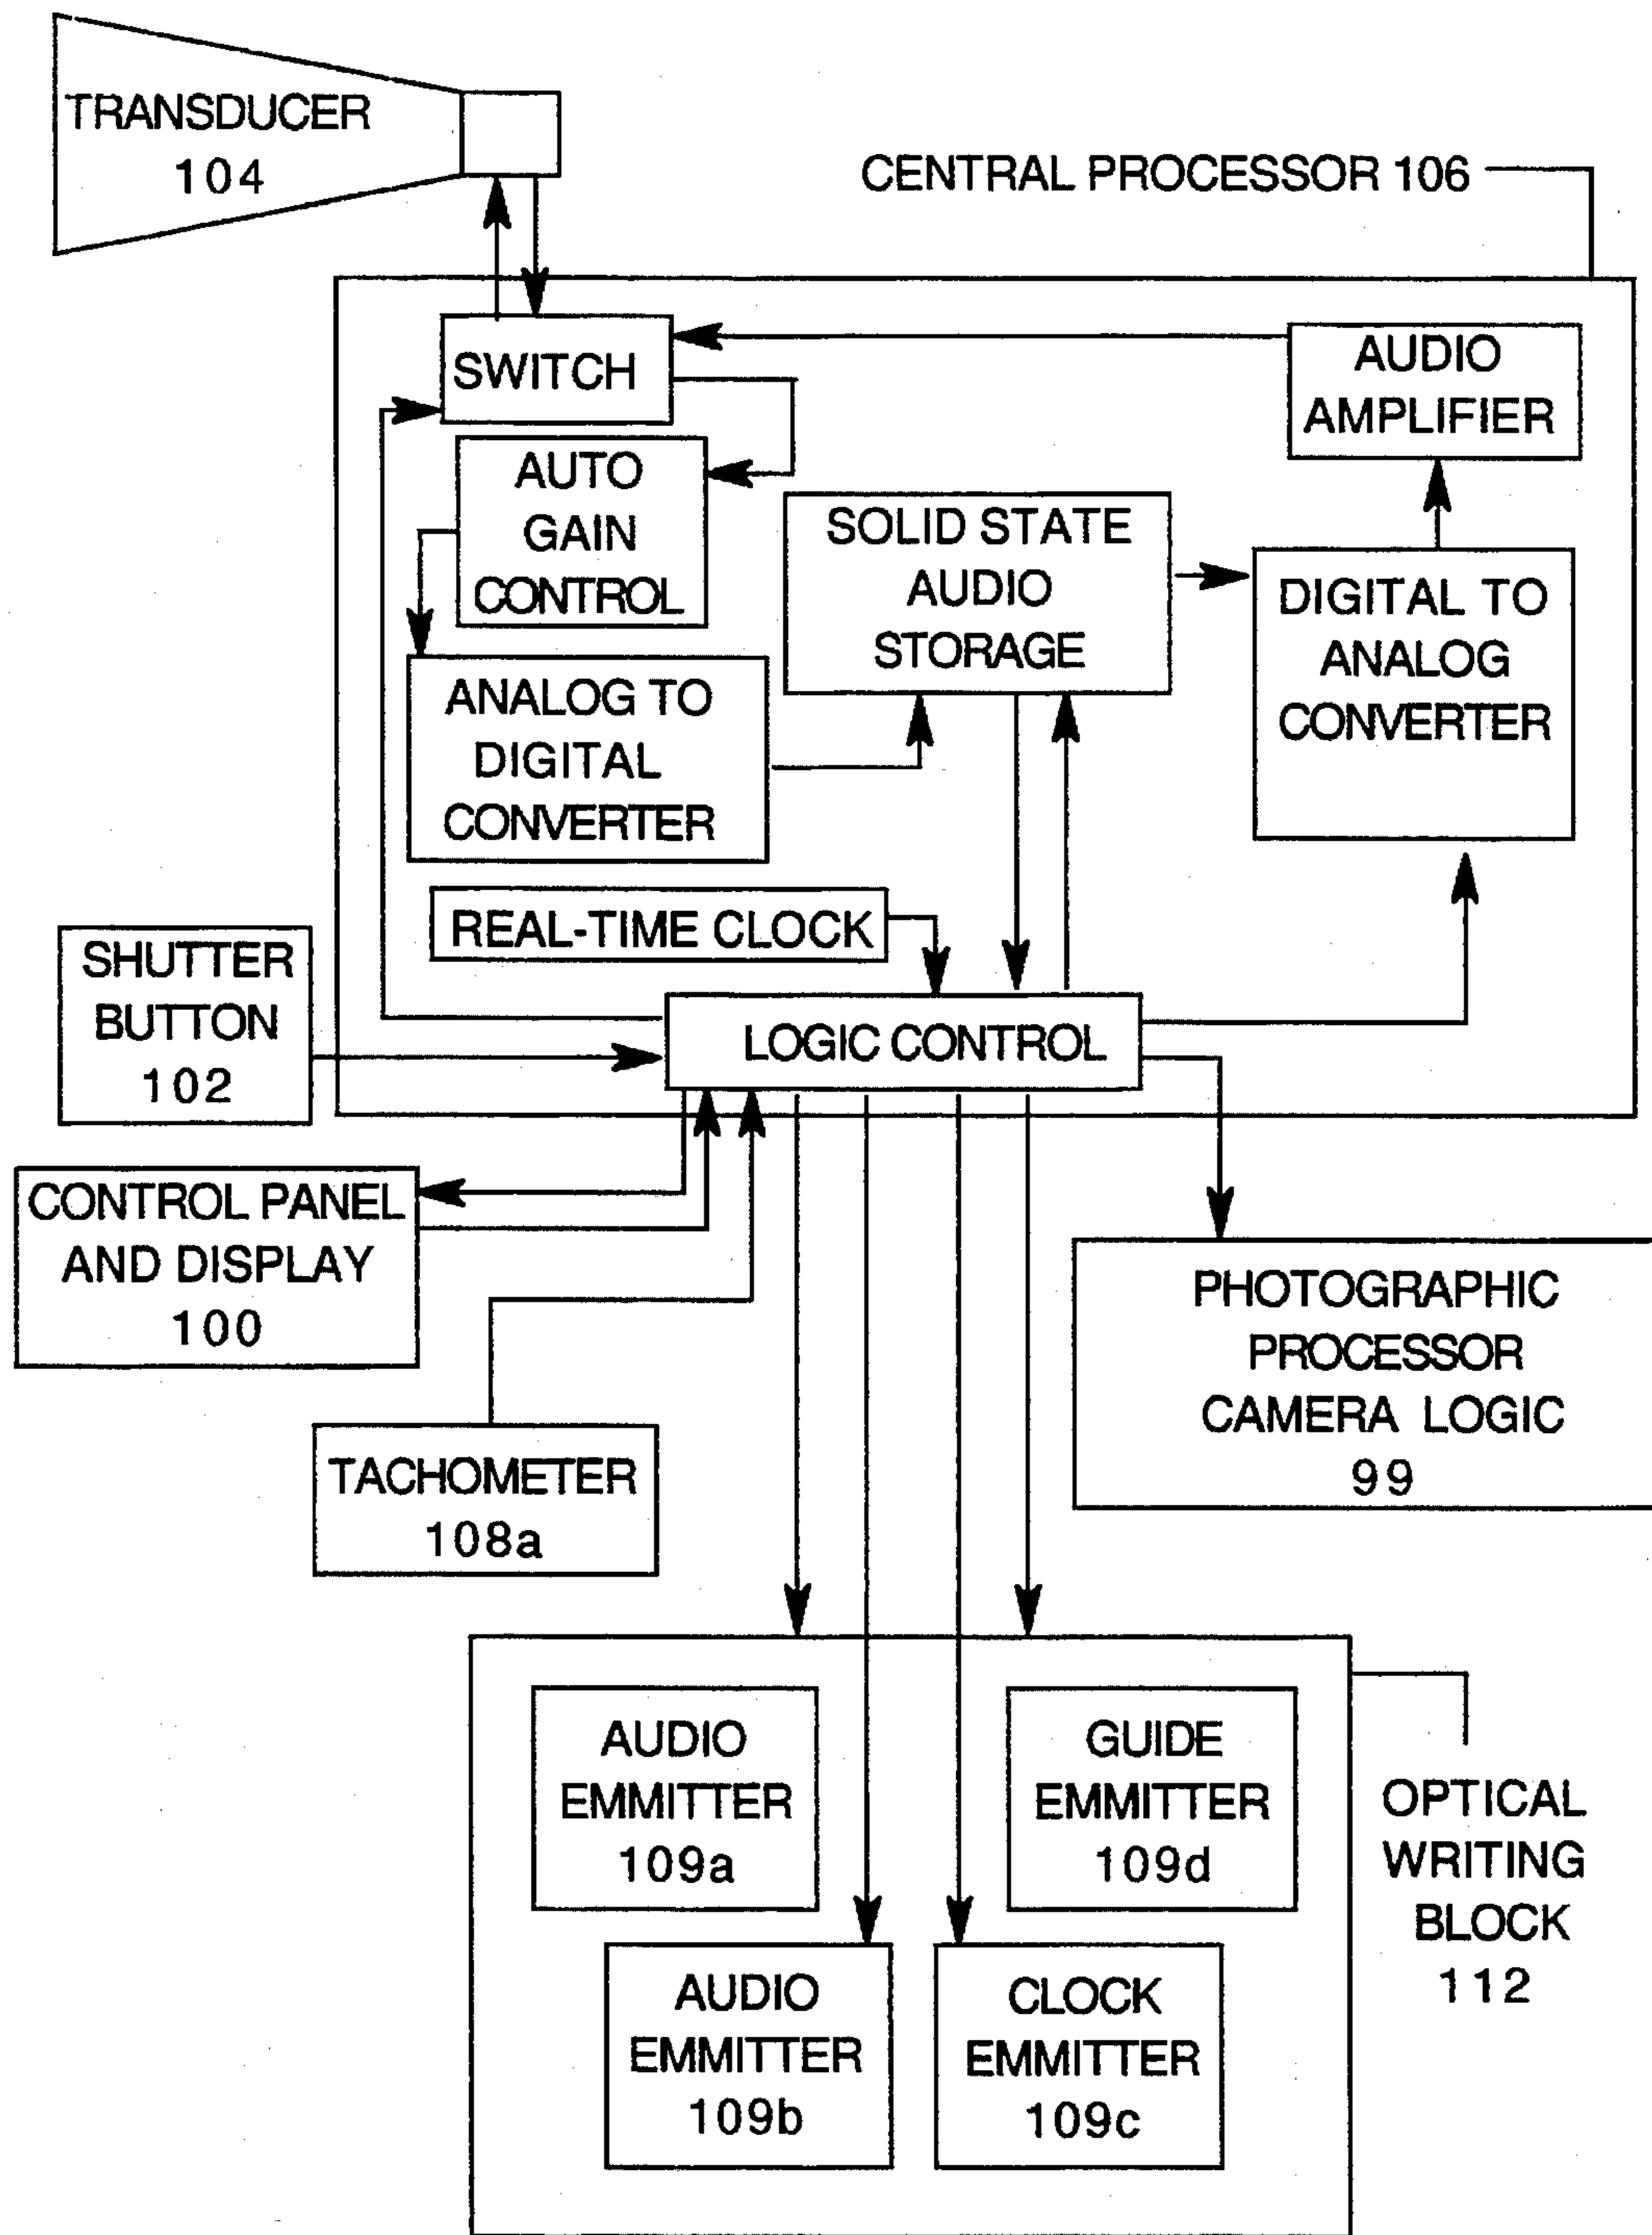 TRANSDUCER
104
CENTRAL PROCESSOR 106
SWITCH
AUDIO
AMPLIFIER
AUTO
GAIN
CONTROL
SOLID STATE
AUDIO
STORAGE
DIGITAL TO
ANALOG
CONVERTER
ANALOG TO
DIGITAL
CONVERTER
REAL-TIME CLOCK
SHUTTER
BUTTON
102
LOGIC CONTROL
CONTROL PANEL
AND DISPLAY
100
PHOTOGRAPHIC
PROCESSOR
CAMERA LOGIC
99
TACHOMETER
108a
AUDIO
EMMITTER
109a
GUIDE
EMMITTER
109d
OPTICAL
WRITING
BLOCK
112
AUDIO
EMMITTER
109b
CLOCK
EMMITTER
109c